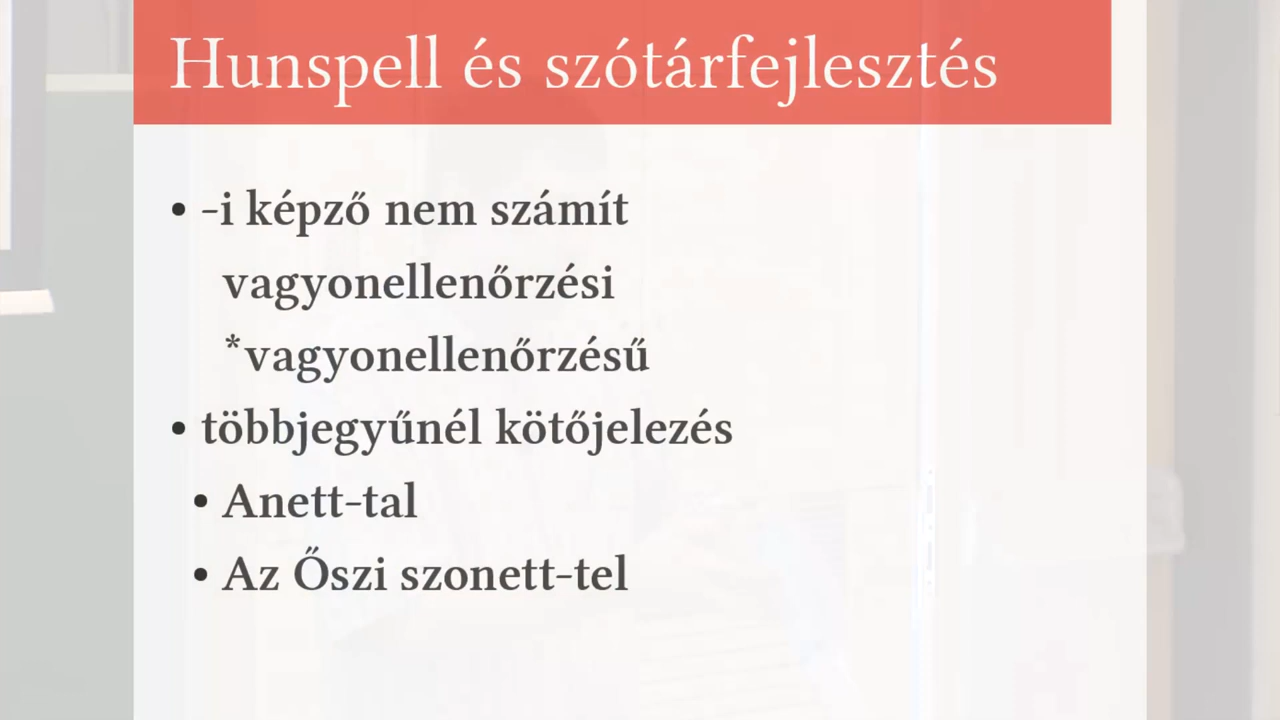 Hunspell és szótárfejlesztés
• -i képző nem számít
vagyonellenőrzési
*vagyonellenőrzésű
• többjegyűnél kötőjelezés
• Anett-tal
• Az Őszi szonett-tel